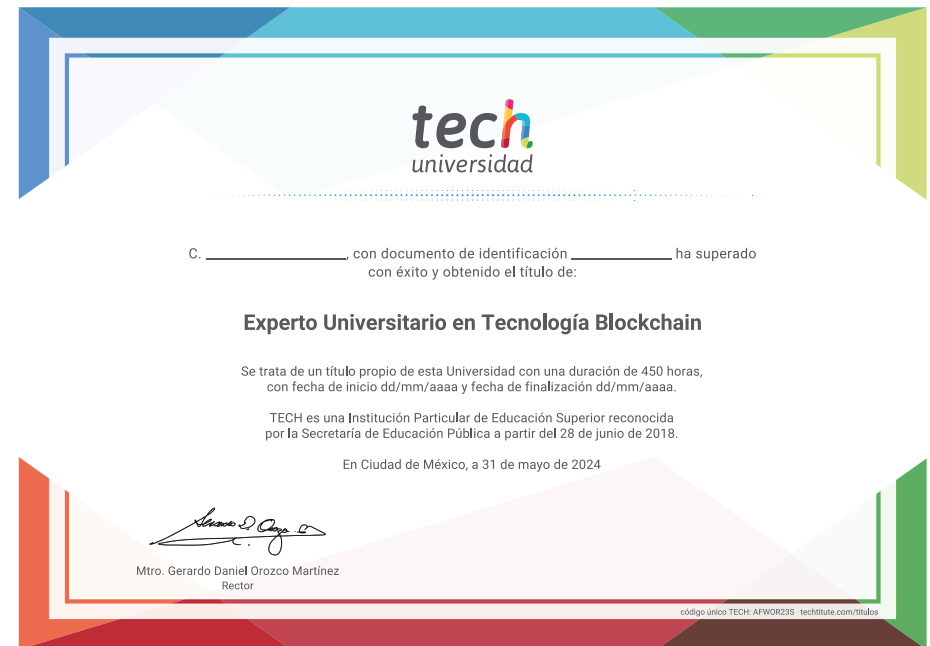 tech
universidad
C. ____________, con documento de identificación ____________ ha superado
con éxito y obtenido el título de:
Experto Universitario en Tecnología Blockchain
Se trata de un título propio de esta Universidad con una duración de 450 horas,
con fecha de inicio dd/mm/aaaa y fecha de finalización dd/mm/aaaa.
TECH es una Institución Particular de Educación Superior reconocida
por la Secretaría de Educación Pública a partir del 28 de junio de 2018.
En Ciudad de México, a 31 de mayo de 2024
Mtro. Gerardo Daniel Orozco Martínez
Rector
código único TECH: AFWOR23S techtitute.com/titulos